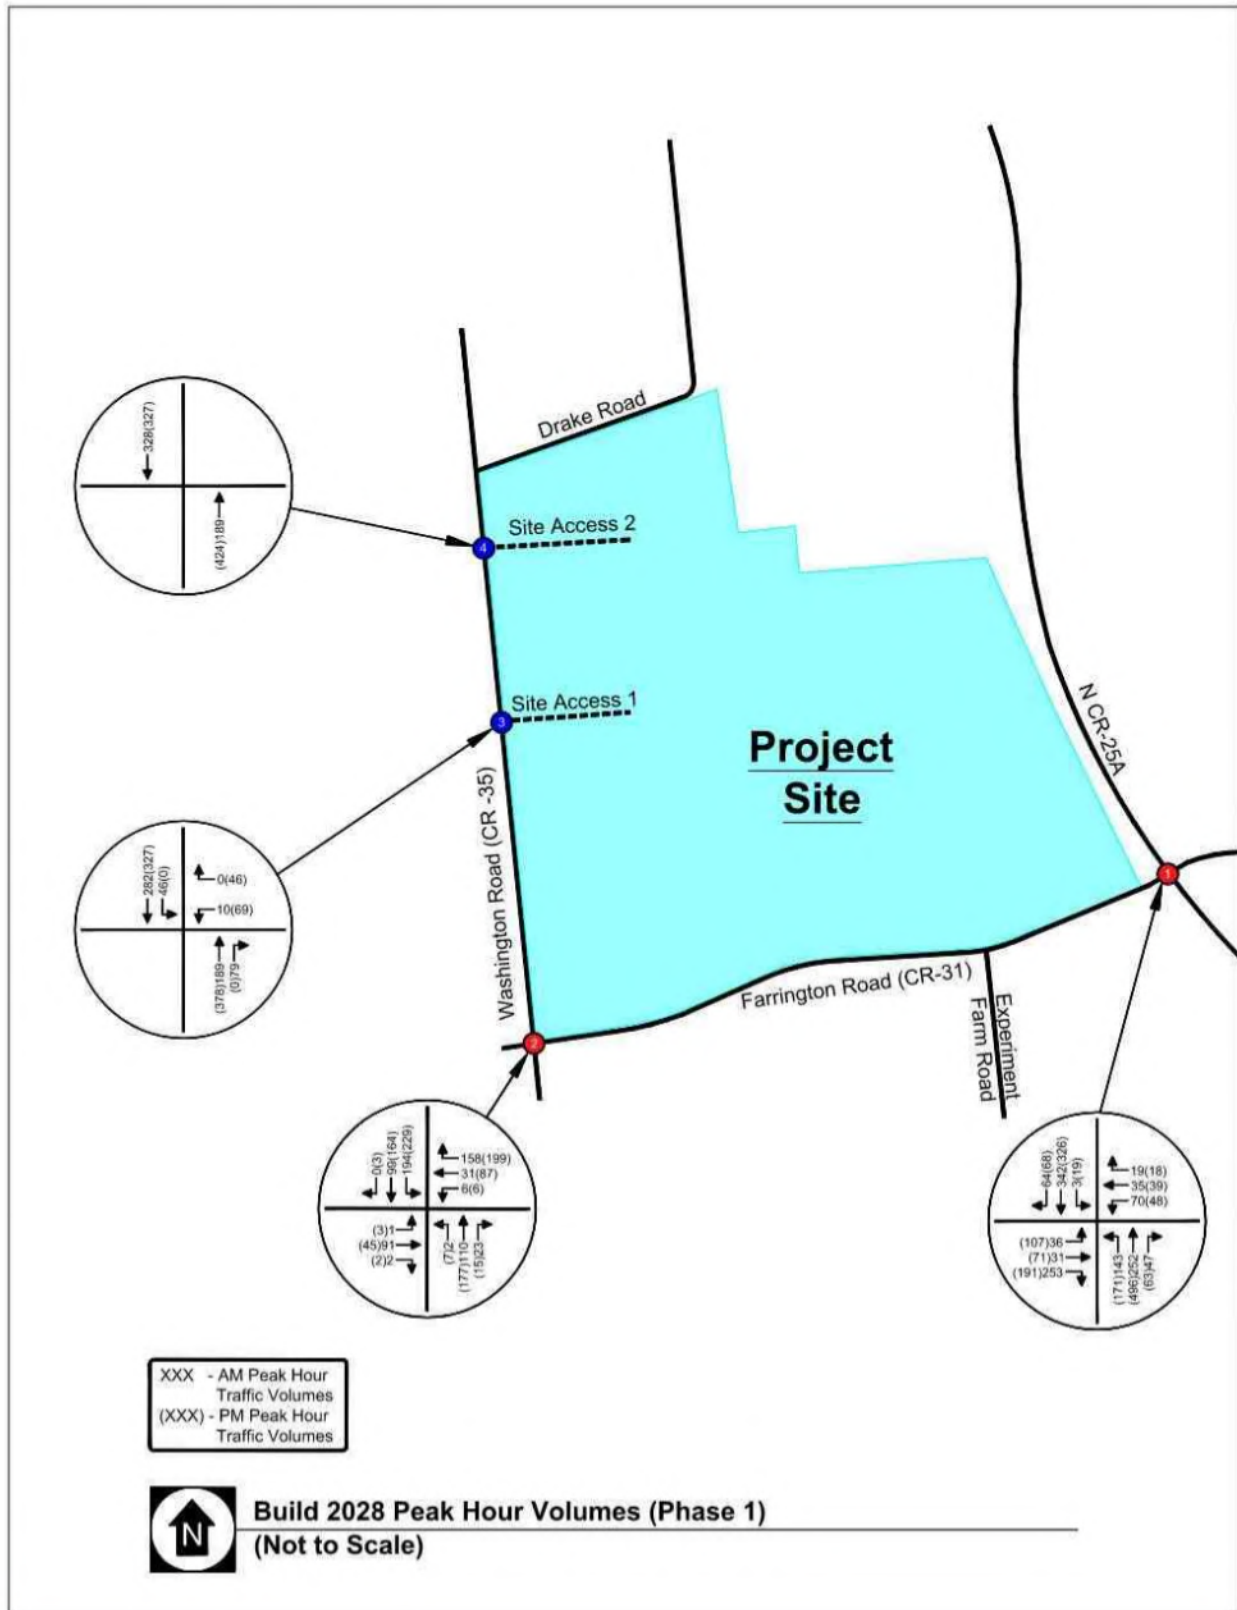 Drake Road
328(327)
(424)189
Site Access 2
4
Site Access 1
3
N CR-25A
Project
Site
Washington Road (CR -35)
282(327)
46(0)
0(46)
10(69)
(378)189
(0)79
1
Farrington Road (CR-31)
Experiment
Farm Road
2
0(3)
99(164)
194(229)
158(199)
31(87)
6(6)
(3)1
(45)91
(2)2
(7)2
(177)110
(15)23
64(68)
342(326)
3(19)
19(18)
35(39)
70(48)
(107)36
(71)31
(191)253
(171)143
(496)252
(63)47
XXX - AM Peak Hour
Traffic Volumes
(XXX) - PM Peak Hour
Traffic Volumes
N
Build 2028 Peak Hour Volumes (Phase 1)
(Not to Scale)